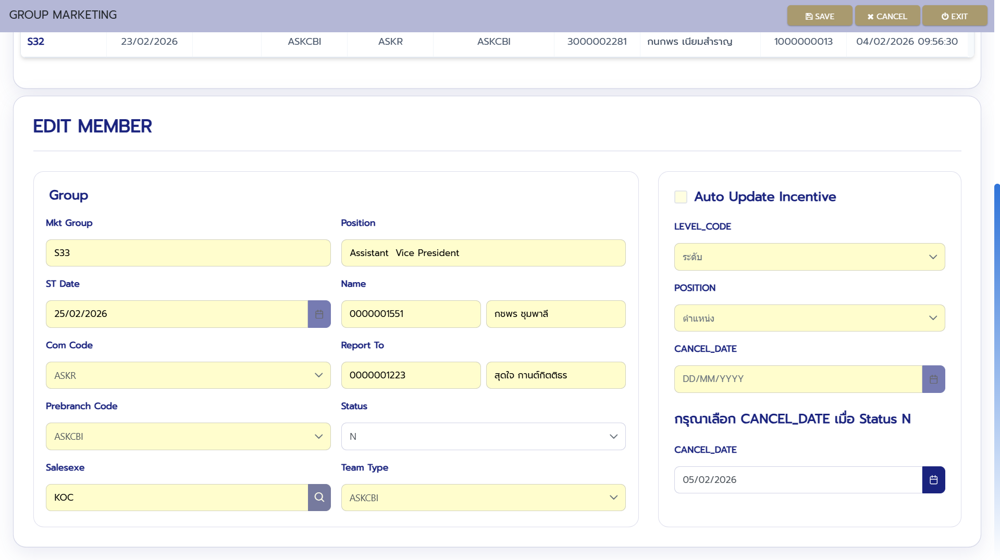 GROUP MARKETING
SAVE
CANCEL
EXIT
S32 23/02/2026 ASKCBI ASKR ASKCBI 3000002281 กนกพร เนียมสำราญ 1000000013 04/02/2026 09:56:30
EDIT MEMBER
Group
Mkt Group
Position
S33
Assistant  Vice President
ST Date
Name
25/02/2026
0000001551
กชพร ชุมพาลี
Com Code
Report To
ASKR
0000001223
สุดใจ กานต์กิตติธร
Prebranch Code
Status
ASKCBI
N
Salesexe
Team Type
KOC
ASKCBI
Auto Update Incentive
LEVEL_CODE
ระดับ
POSITION
ตำแหน่ง
CANCEL_DATE
DD/MM/YYYY
กรุณาเลือก CANCEL_DATE เมื่อ Status N
CANCEL_DATE
05/02/2026